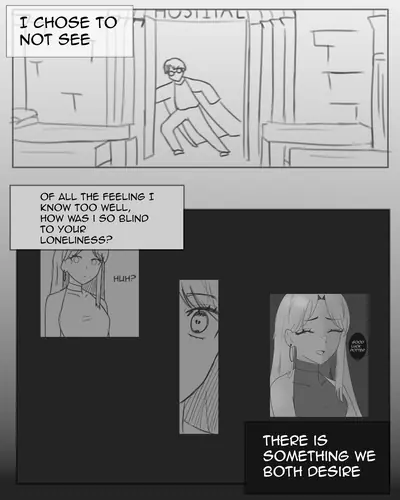 HOSTITAL
I CHOSE TO
NOT SEE
OF ALL THE FEELING I
KNOW TOO WELL,
HOW WAS I SO BLIND
TO YOUR
LONELINESS?
HUH?
GOOD
LUCK
POTTER
THERE IS
SOMETHING WE
BOTH DESIRE